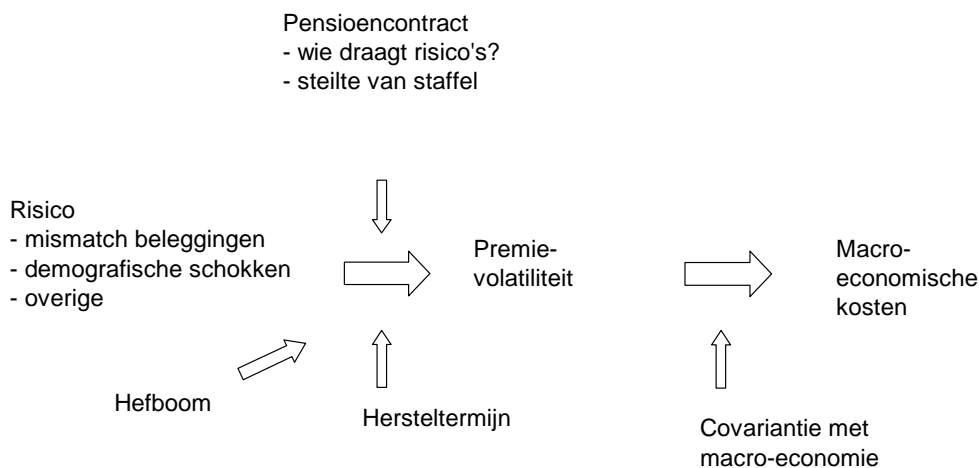 Pensioencontract
- wie draagt risico's?
- steilte van staffel
Risico
- mismatch beleggingen
- demografische schokken
- overige
Premie-
volatiliteit
Macro-
economische
kosten
Hefboom
Hersteltermijn
Covariantie met
macro-economie